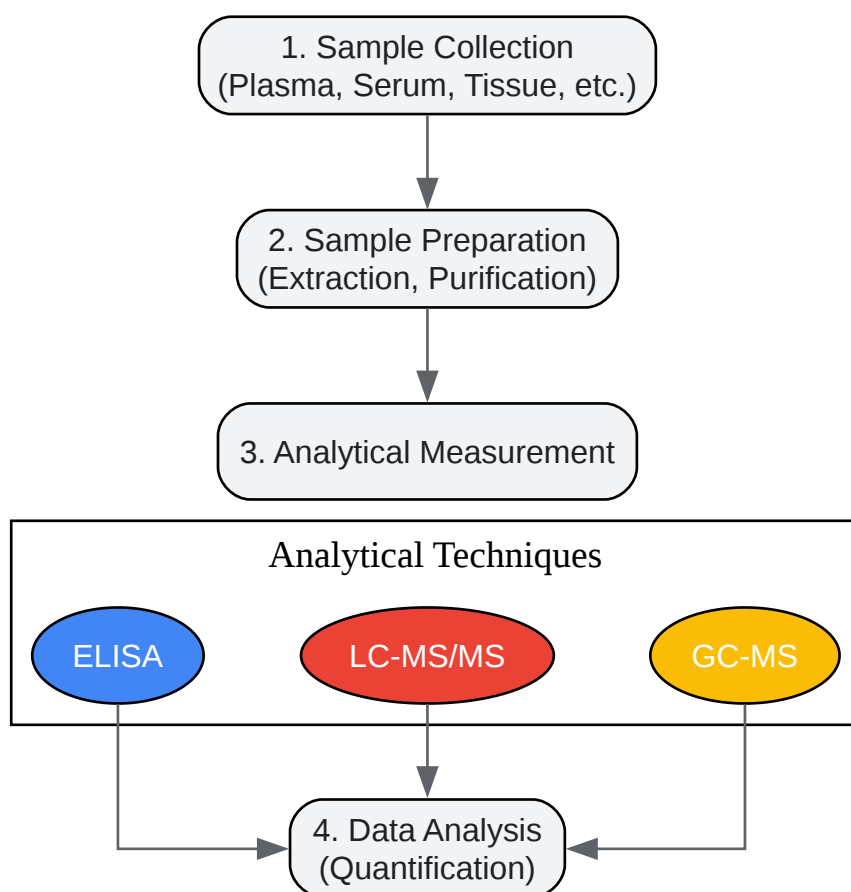 1. Sample Collection
(Plasma, Serum, Tissue, etc.)
2. Sample Preparation
(Extraction, Purification)
3. Analytical Measurement
Analytical Techniques
ELISA
LC-MS/MS
GC-MS
4. Data Analysis
(Quantification)